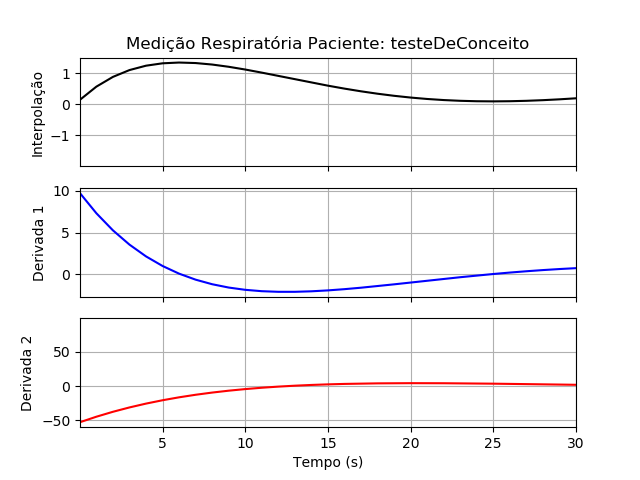 Medição Respiratória Paciente: testeDeConceito
Interpolação
1
0
−1
Derivada 1
10
5
0
Derivada 2
50
0
−50
5 10 15 20 25 30
Tempo (s)